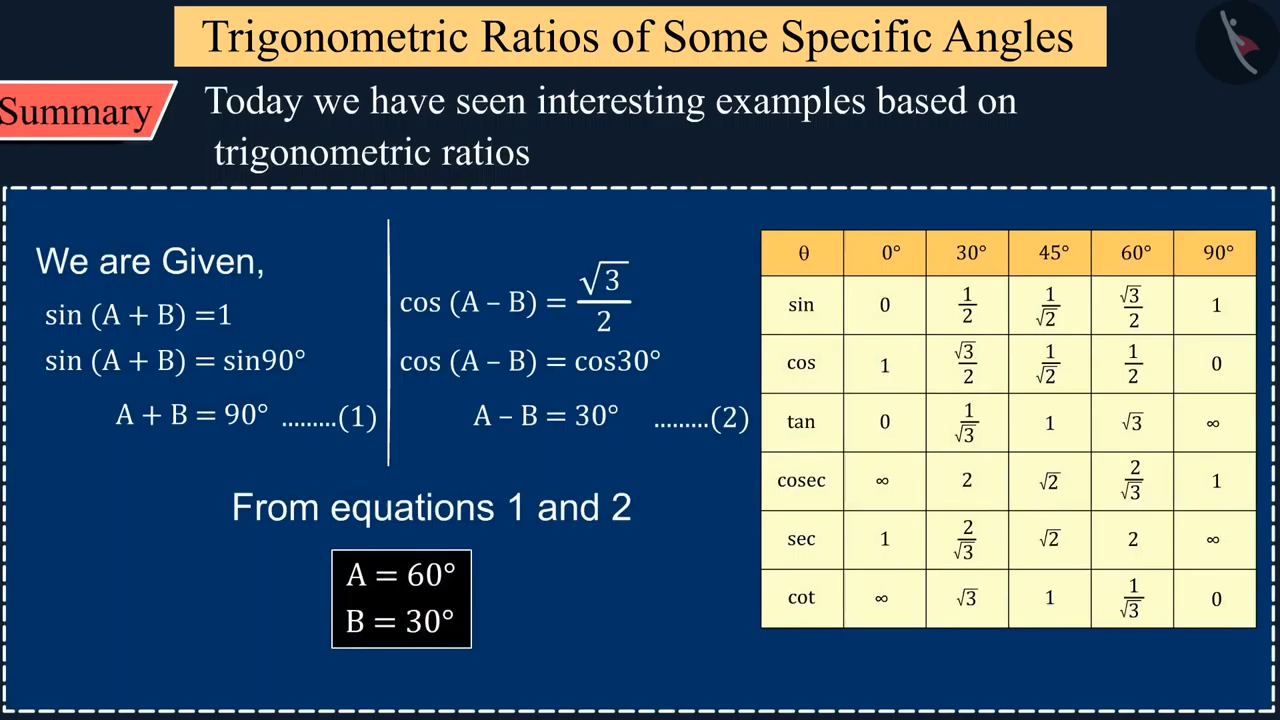 Trigonometric Ratios of Some Specific Angles
Summary
Today we have seen interesting examples based on
trigonometric ratios
We are Given,
sin (A + B) =1
sin (A + B) = sin90°
A + B = 90° .........(1)
cos (A – B) = √3/2
cos (A – B) = cos30°
A – B = 30° .........(2)
From equations 1 and 2
A = 60°
B = 30°
θ 0° 30° 45° 60° 90°
sin 0 1/2 1/√2 √3/2 1
cos 1 √3/2 1/√2 1/2 0
tan 0 1/√3 1 √3 ∞
cosec ∞ 2 √2 2/√3 1
sec 1 2/√3 √2 2 ∞
cot ∞ √3 1 1/√3 0